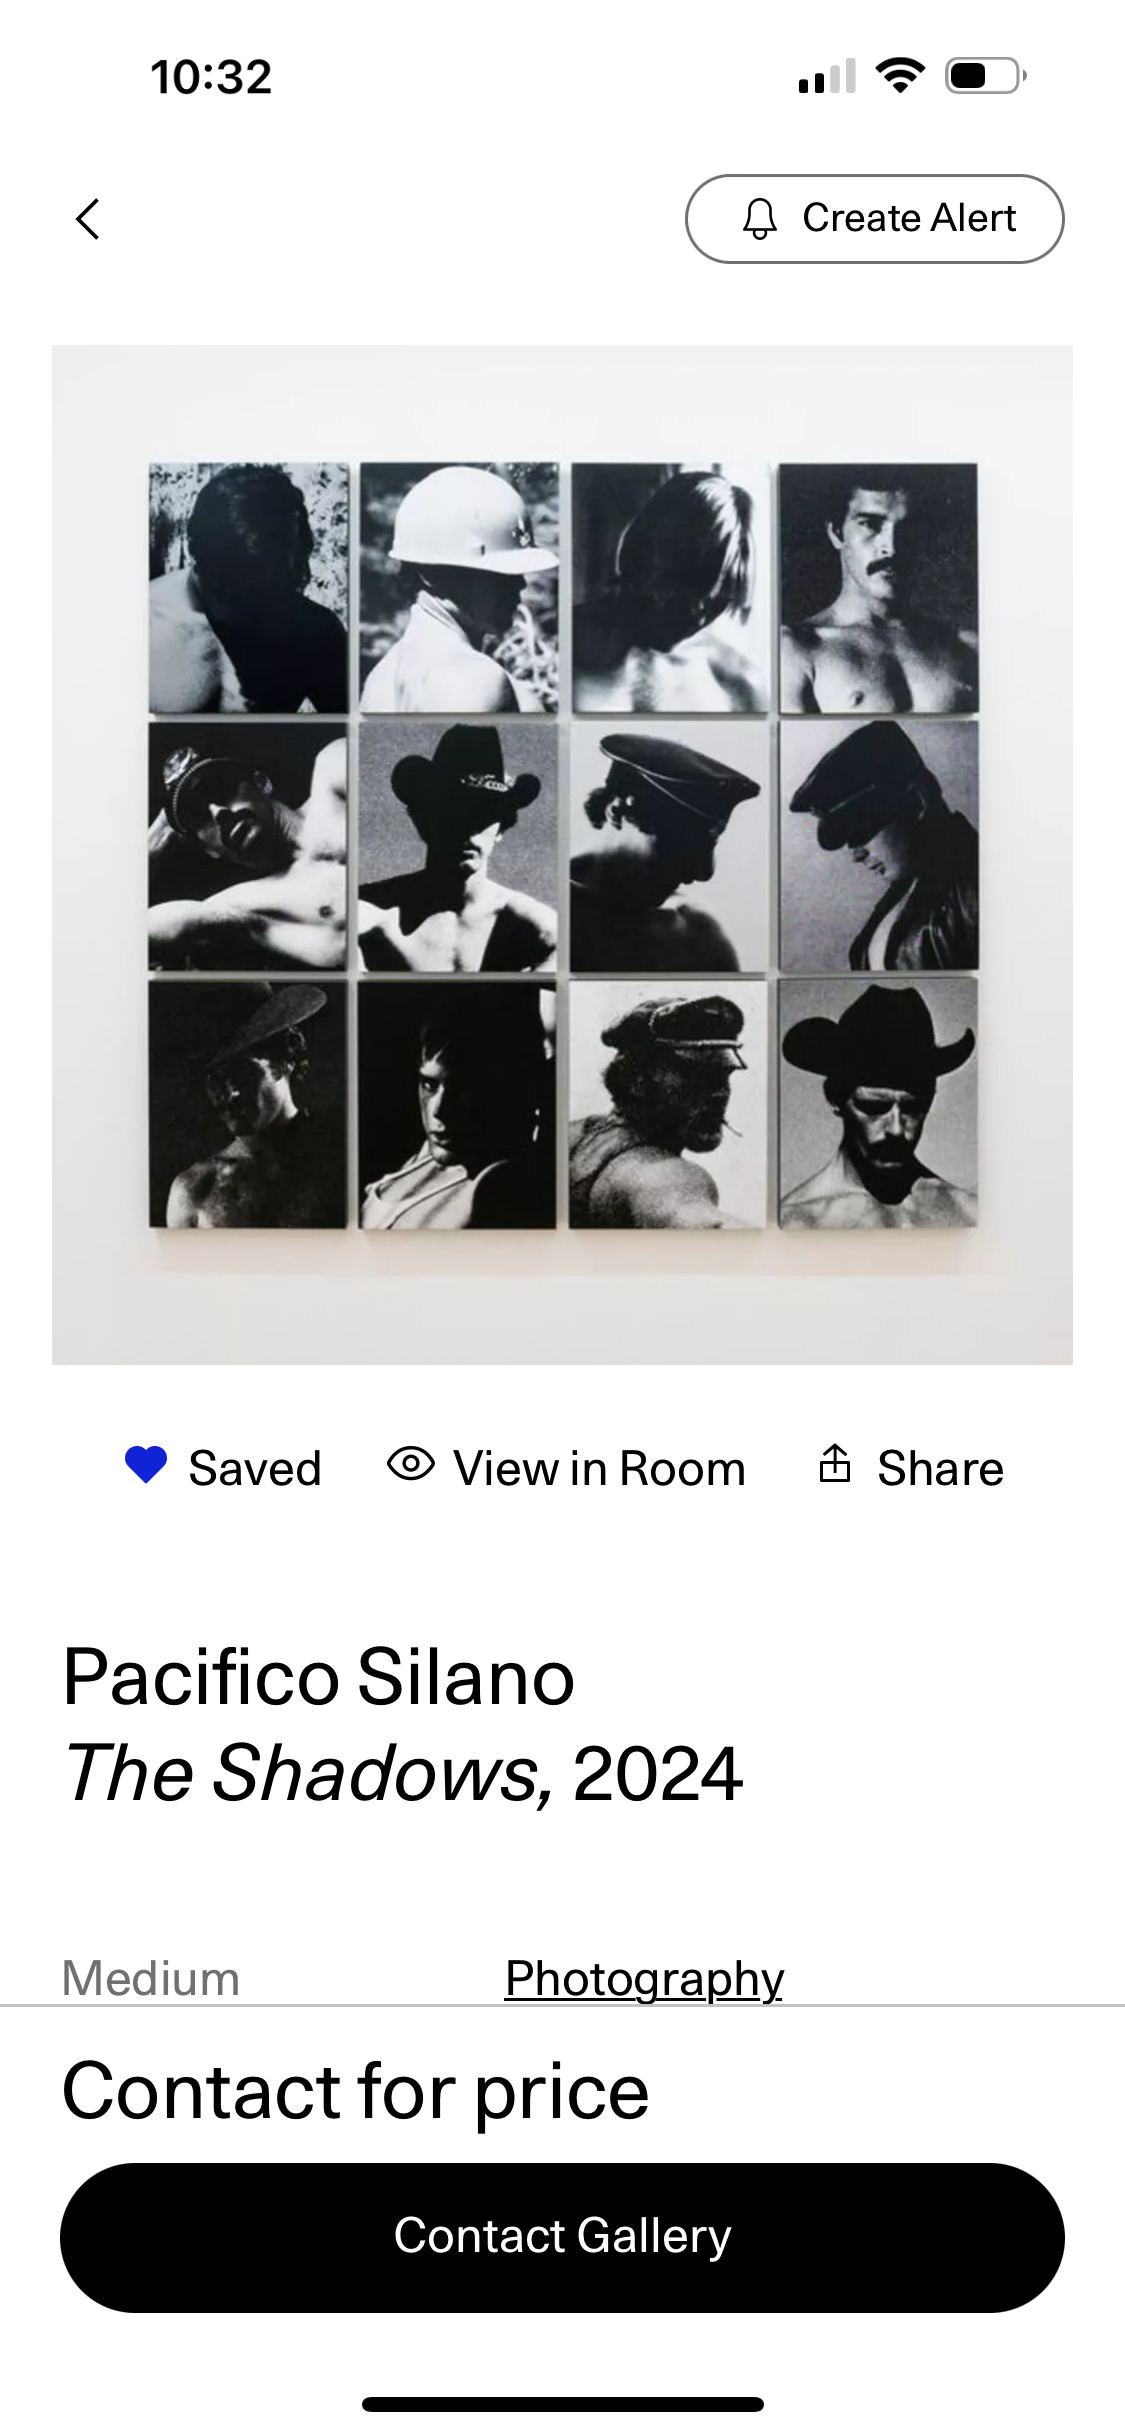 10:32
Create Alert
Saved
View in Room
Share
Pacifico Silano
The Shadows, 2024
Medium
Photography
Contact for price
Contact Gallery